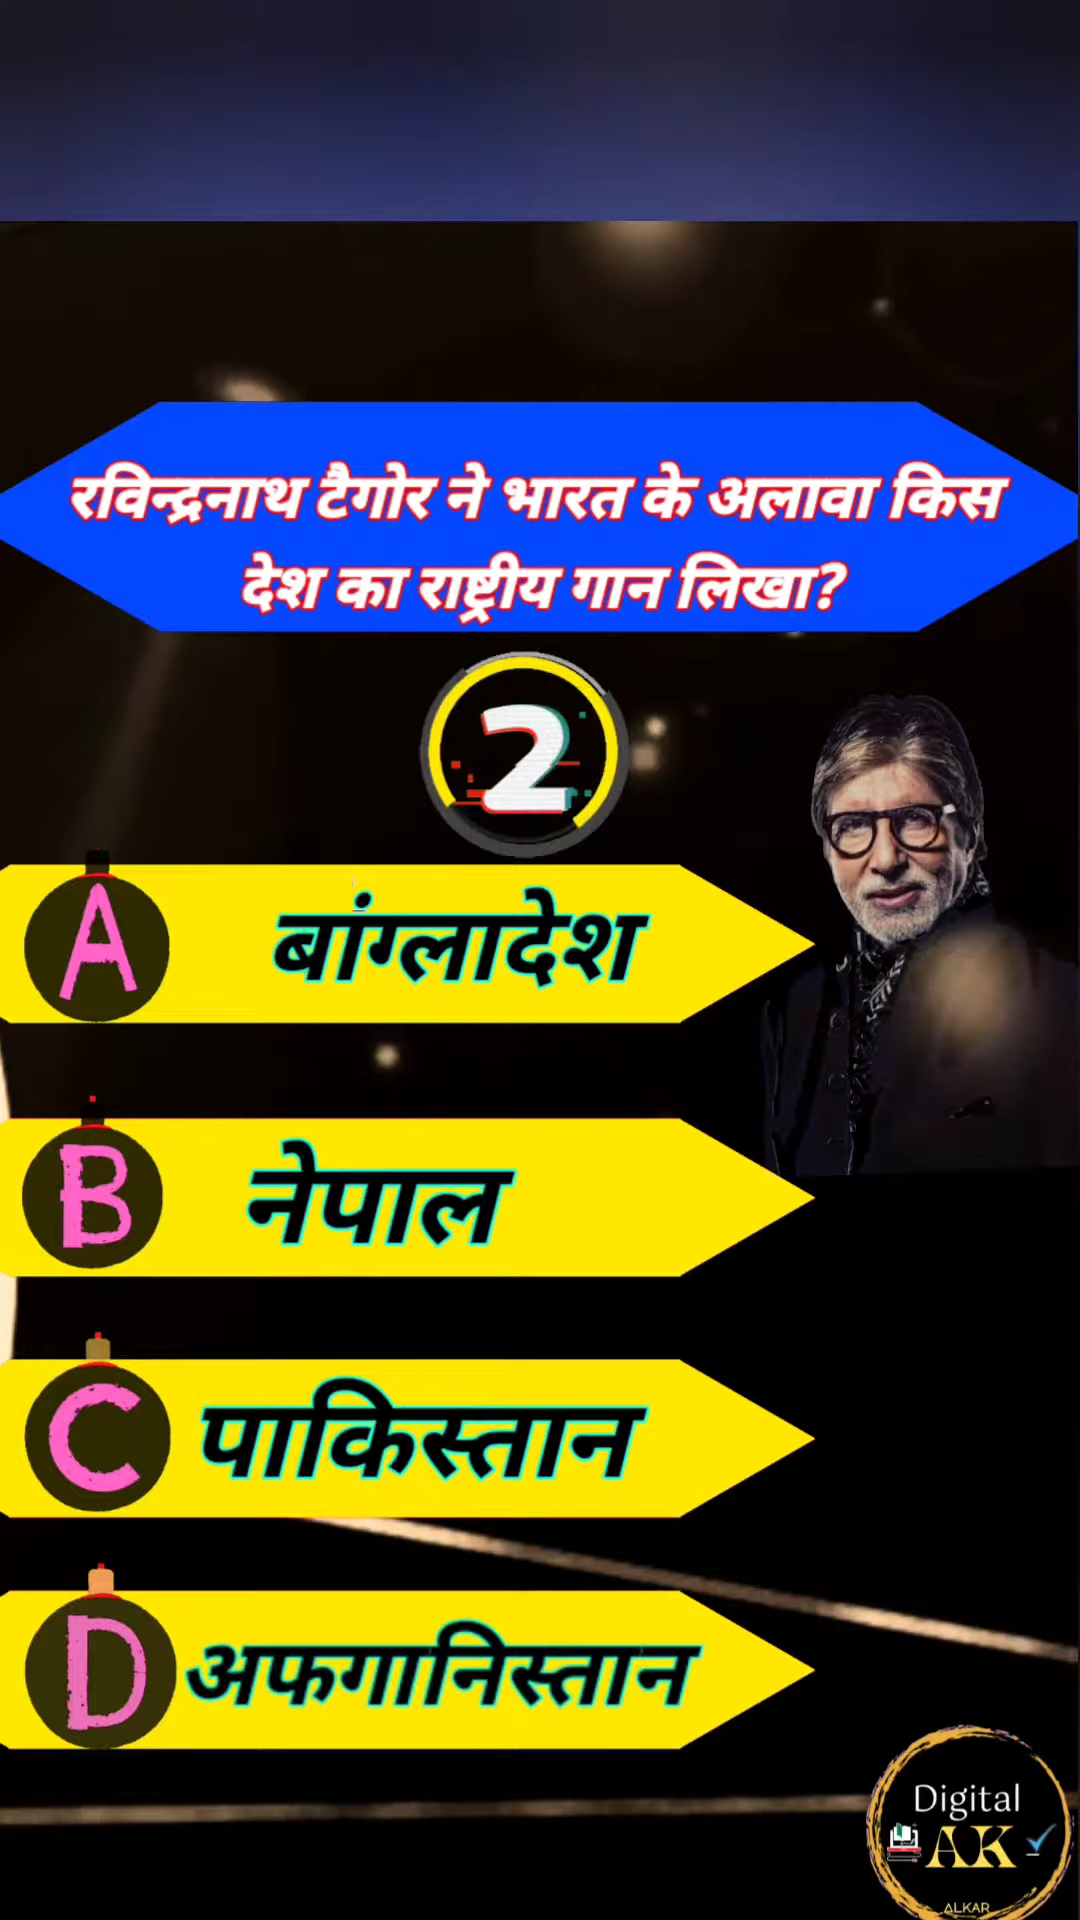 रविन्द्रनाथ टैगोर ने भारत के अलावा किस
देश का राष्ट्रीय गान लिखा?
2
A बांग्लादेश
B नेपाल
C पाकिस्तान
D अफगानिस्तान
Digital
AK
ALKAR